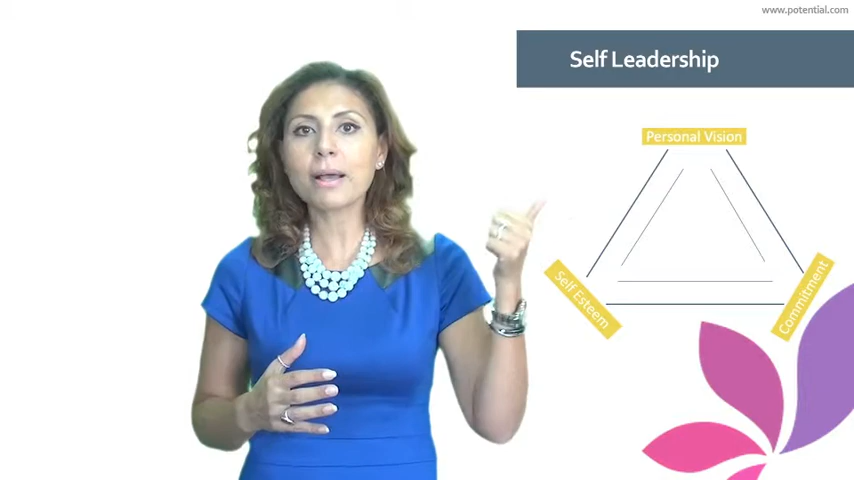 www.potential.com
Self Leadership
Personal Vision
Self Esteem
Commitment